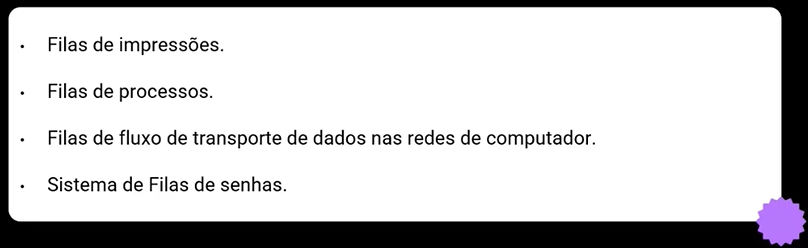 • Filas de impressões.
• Filas de processos.
• Filas de fluxo de transporte de dados nas redes de computador.
• Sistema de Filas de senhas.